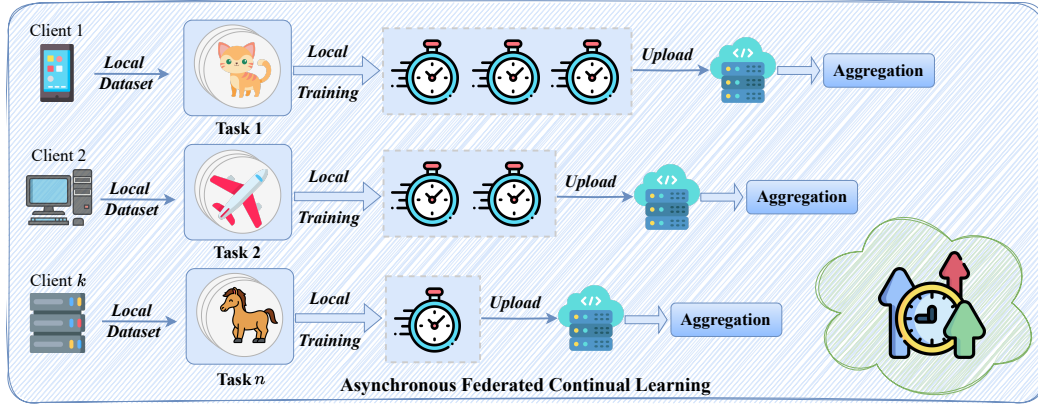 Client 1
Local
Dataset
Task 1
Local
Training
Upload
</>
Aggregation
Client 2
Local
Dataset
Task 2
Local
Training
Upload
</>
Aggregation
Client k
Local
Dataset
Task n
Local
Training
Upload
</>
Aggregation
Asynchronous Federated Continual Learning